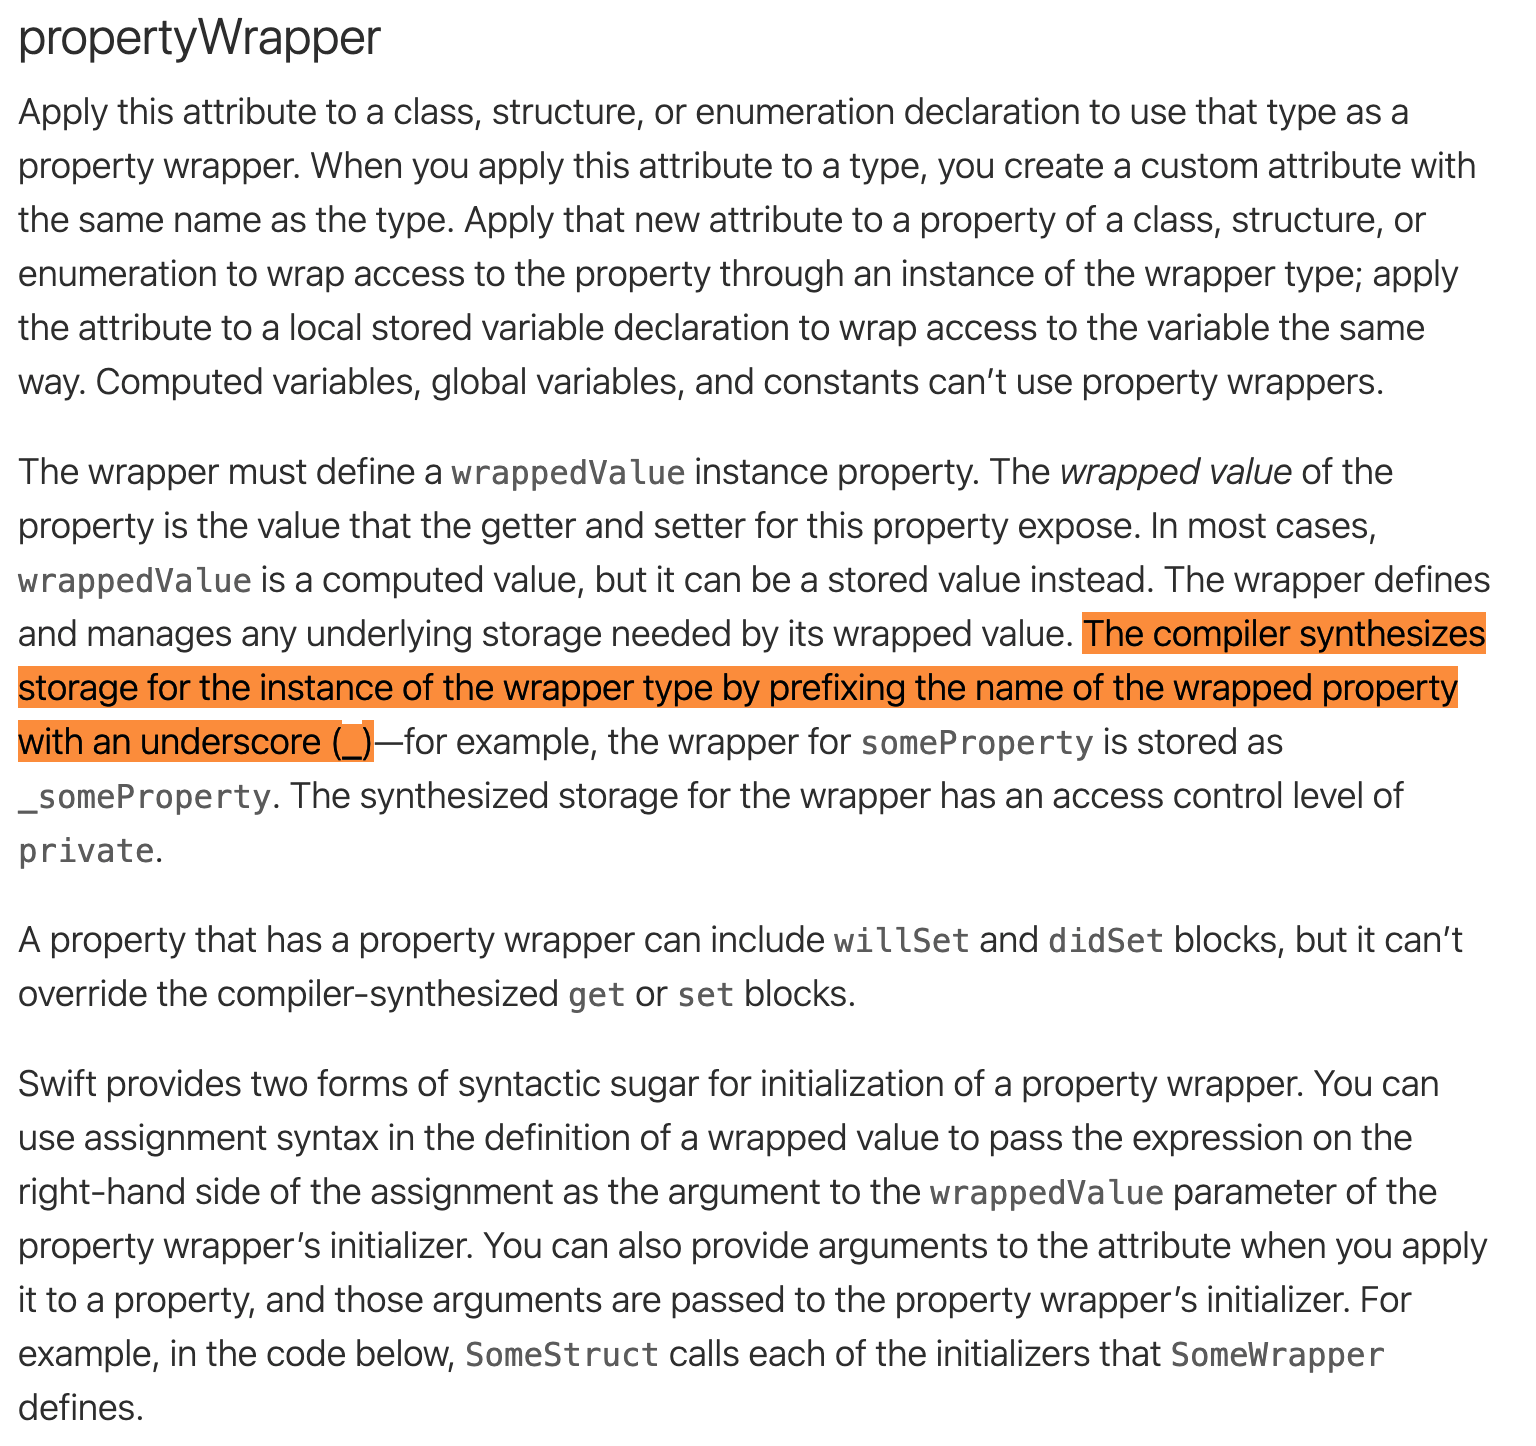 propertyWrapper
Apply this attribute to a class, structure, or enumeration declaration to use that type as a
property wrapper. When you apply this attribute to a type, you create a custom attribute with
the same name as the type. Apply that new attribute to a property of a class, structure, or
enumeration to wrap access to the property through an instance of the wrapper type; apply
the attribute to a local stored variable declaration to wrap access to the variable the same
way. Computed variables, global variables, and constants can’t use property wrappers.
The wrapper must define a wrappedValue instance property. The wrapped value of the
property is the value that the getter and setter for this property expose. In most cases,
wrappedValue is a computed value, but it can be a stored value instead. The wrapper defines
and manages any underlying storage needed by its wrapped value. The compiler synthesizes
storage for the instance of the wrapper type by prefixing the name of the wrapped property
with an underscore (_)—for example, the wrapper for someProperty is stored as
_someProperty. The synthesized storage for the wrapper has an access control level of
private.
A property that has a property wrapper can include willSet and didSet blocks, but it can’t
override the compiler-synthesized get or set blocks.
Swift provides two forms of syntactic sugar for initialization of a property wrapper. You can
use assignment syntax in the definition of a wrapped value to pass the expression on the
right-hand side of the assignment as the argument to the wrappedValue parameter of the
property wrapper’s initializer. You can also provide arguments to the attribute when you apply
it to a property, and those arguments are passed to the property wrapper’s initializer. For
example, in the code below, SomeStruct calls each of the initializers that SomeWrapper
defines.